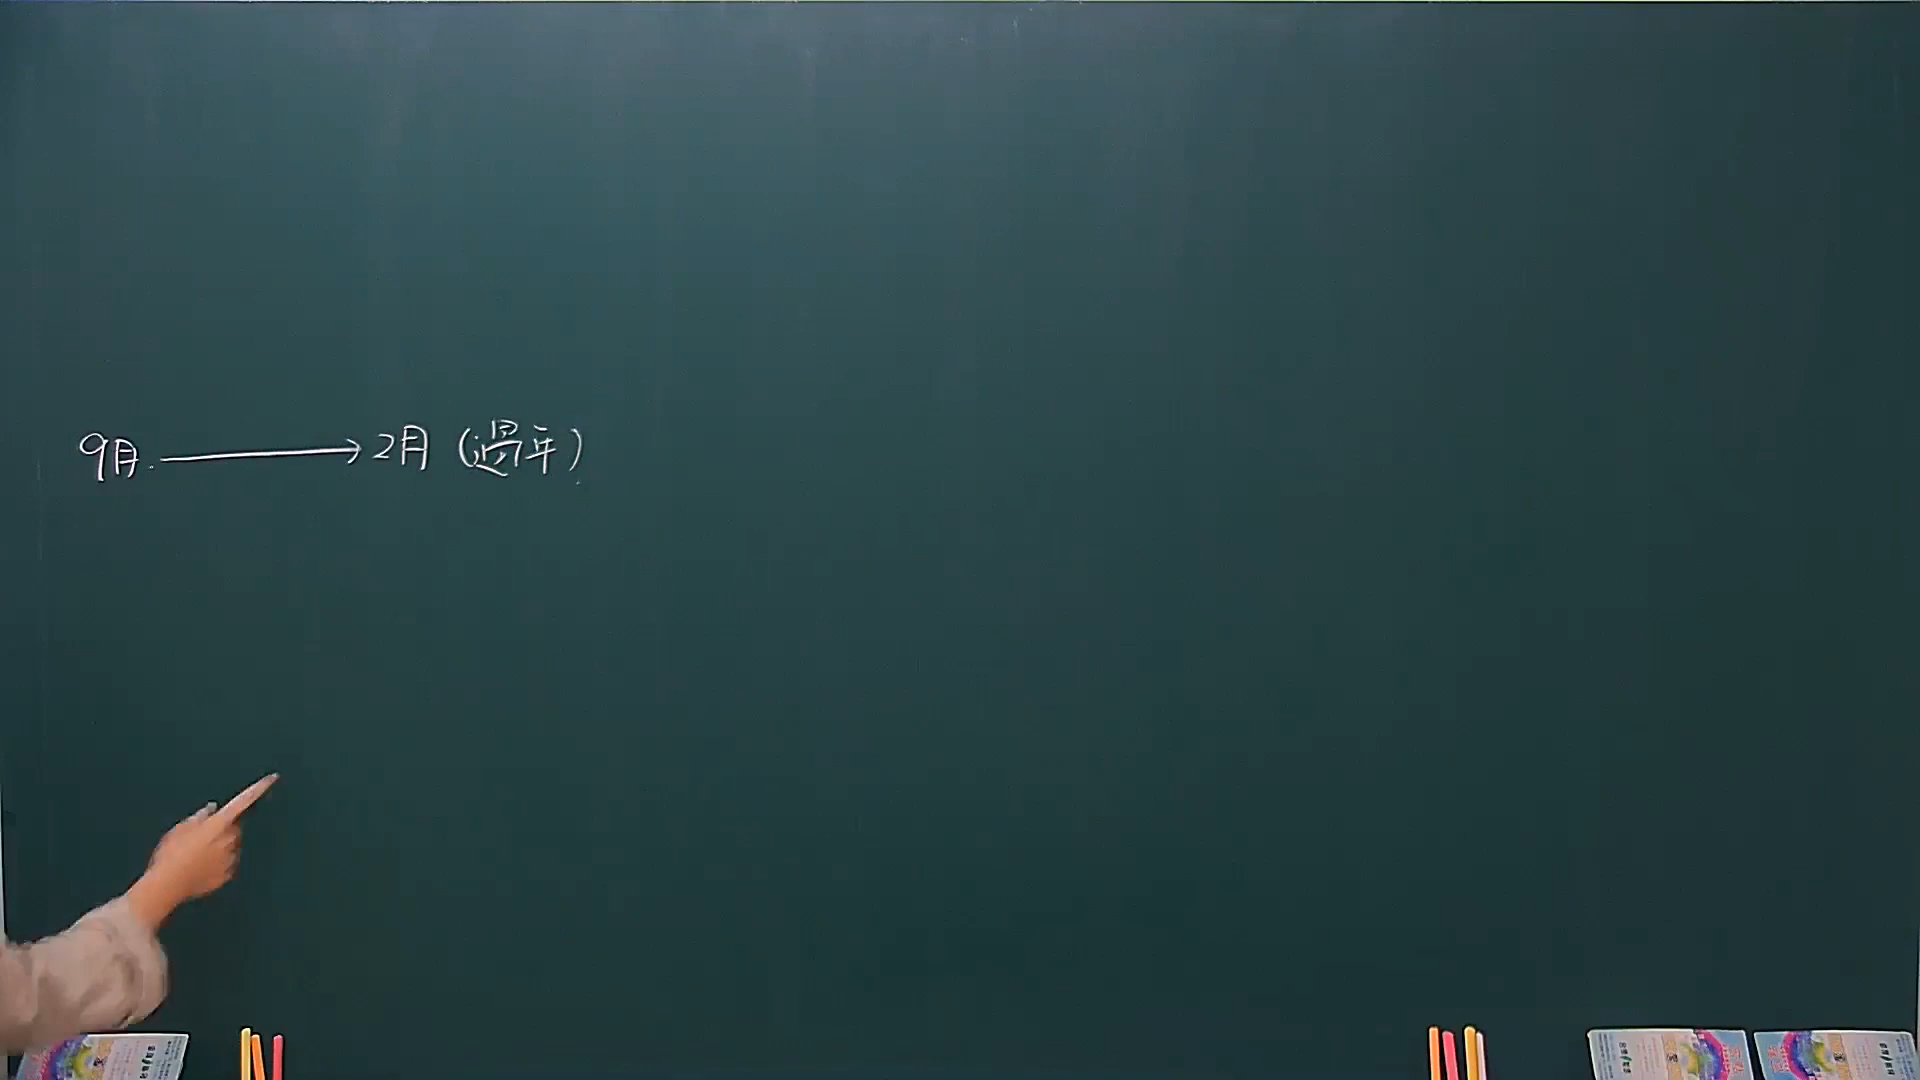 9月. → 2月 (過年)